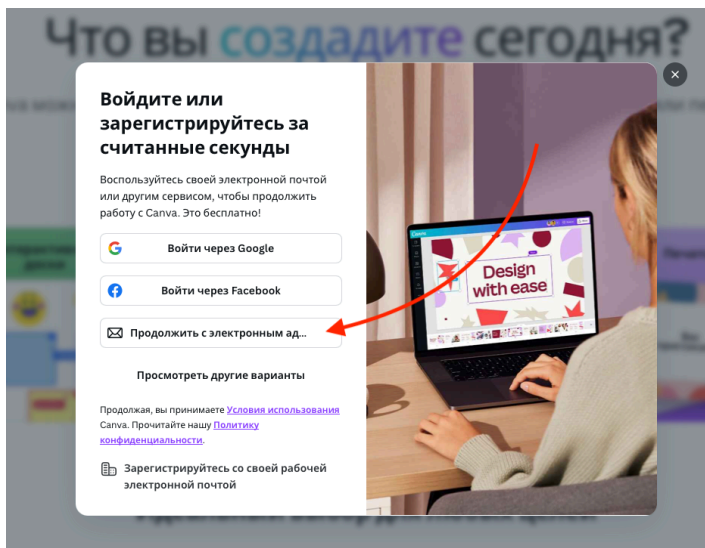 Что вы создадите сегодня?
Войдите или
зарегистрируйтесь за
считанные секунды
Воспользуйтесь своей электронной почтой
или другим сервисом, чтобы продолжить
работу с Canva. Это бесплатно!
Войти через Google
Войти через Facebook
Продолжить с электронным ад...
Просмотреть другие варианты
Продолжая, вы принимаете Условия использования
Canva. Прочитайте нашу Политику
конфиденциальности.
Зарегистрируйтесь со своей рабочей
электронной почтой
Canva
Design
with ease